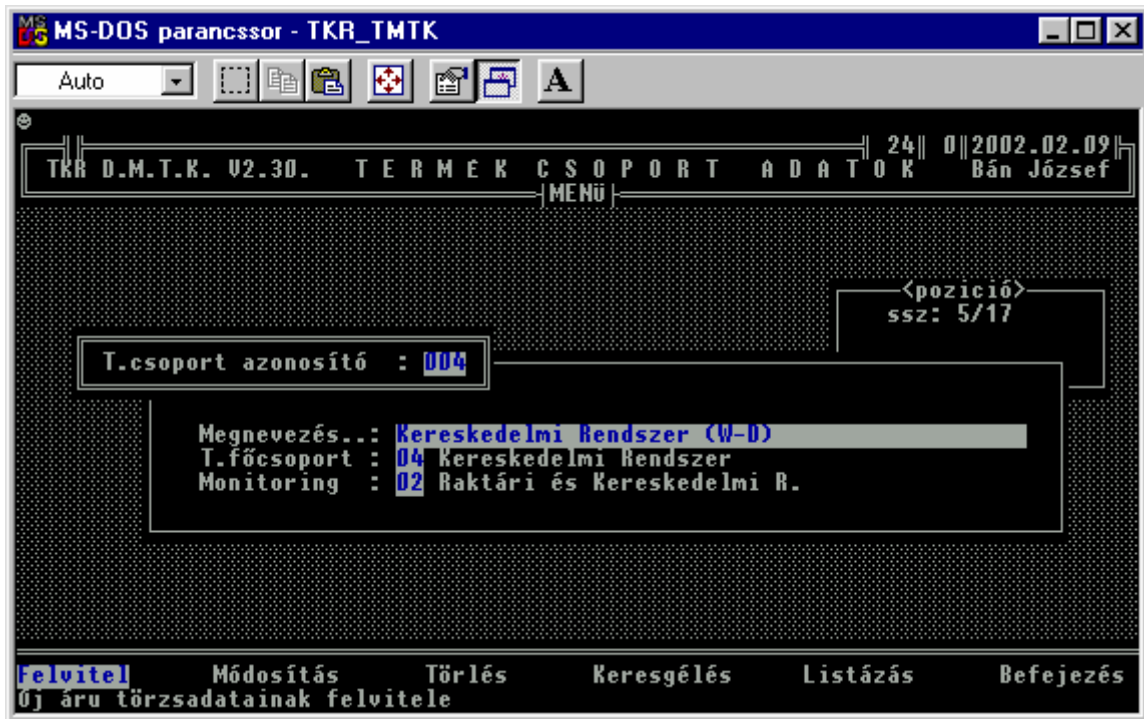 MS-DOS parancssor - TKR_TMTK
Auto
A
24 0 2002.02.09
TKR D.M.T.K. V2.30. T E R M É K C S O P O R T A D A T O K Bán József
MENü
<pozició>
ssz: 5/17
T.csoport azonosító : 004
Megnevezés..: Kereskedelmi Rendszer (W-D)
T.főcsoport : 04 Kereskedelmi Rendszer
Monitoring : 02 Raktári és Kereskedelmi R.
Felvitel Módosítás Törlés Keresgélés Listázás Befejezés
Új áru törzsadatainak felvitele